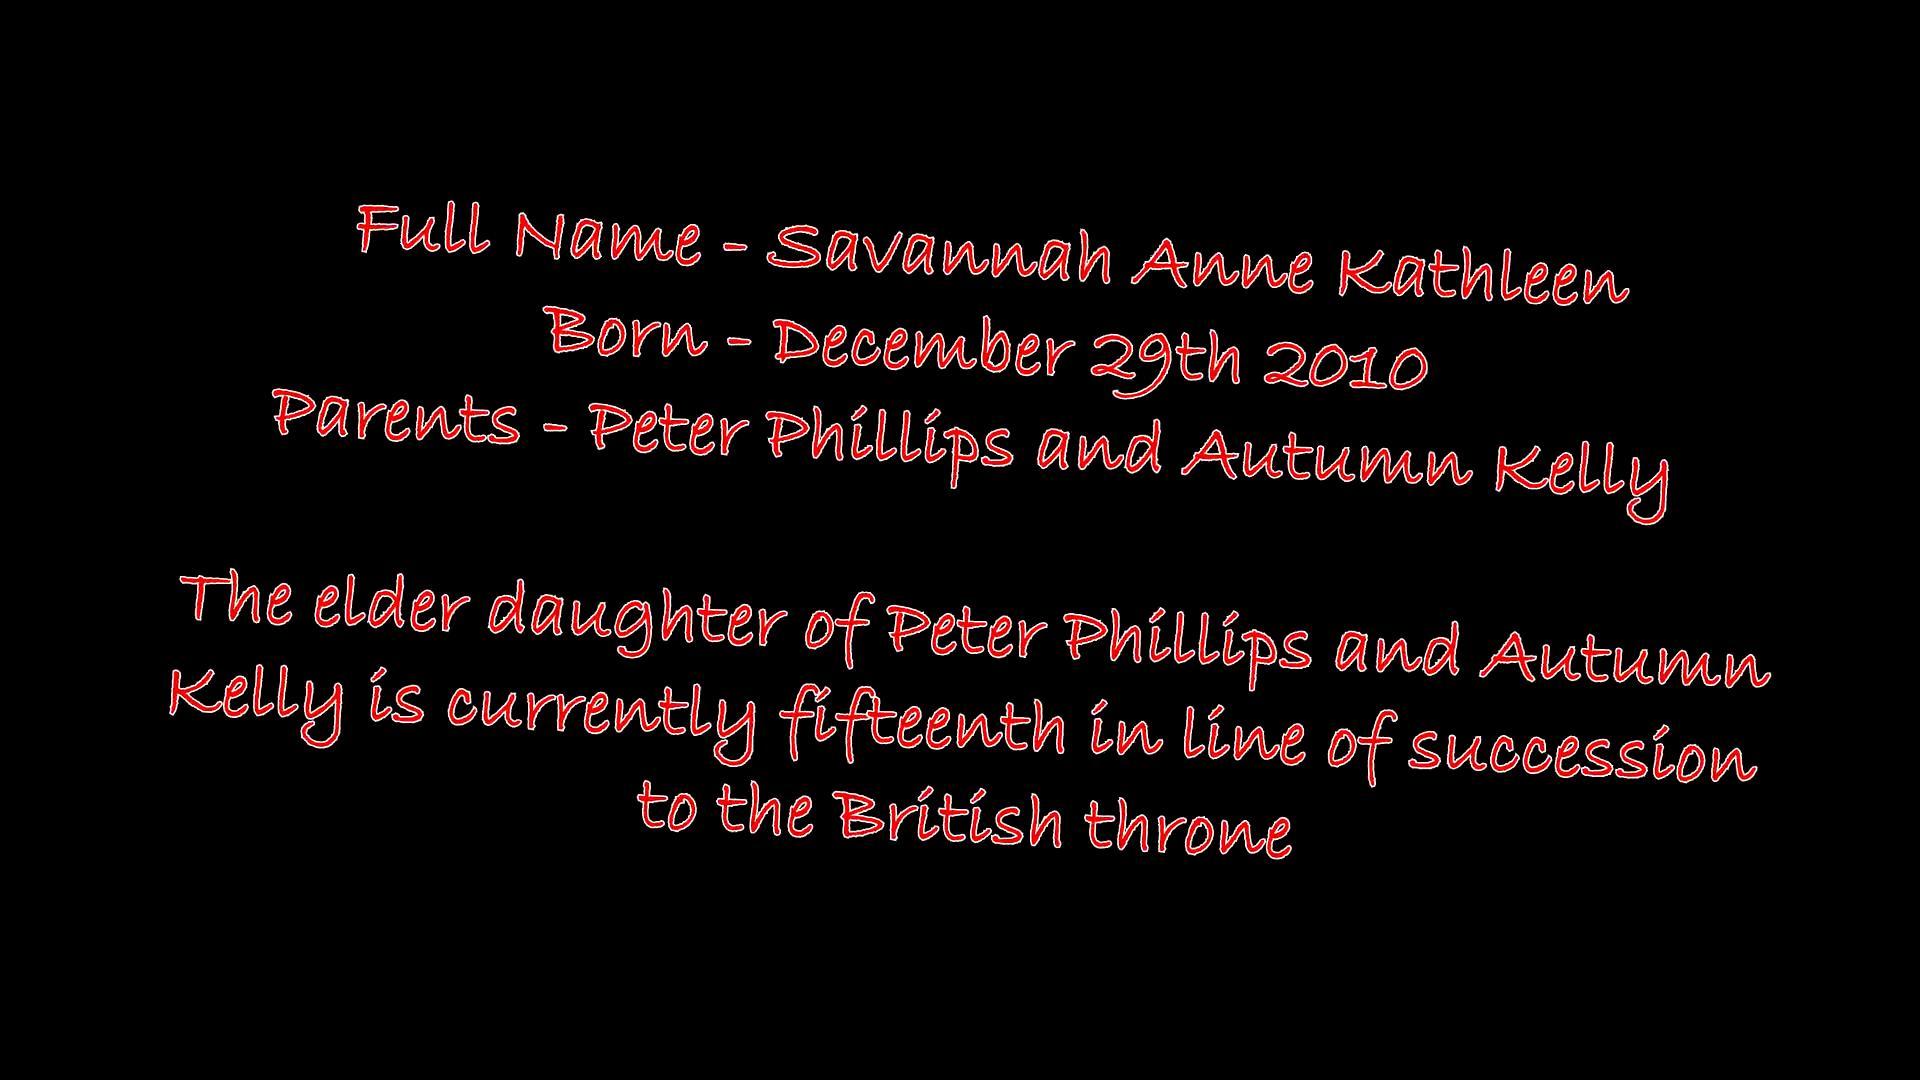 Full Name - Savannah Anne Kathleen
Born - December 29th 2010
Parents - Peter Phillips and Autumn Kelly
The elder daughter of Peter Phillips and Autumn
Kelly is currently fifteenth in line of succession
to the British throne